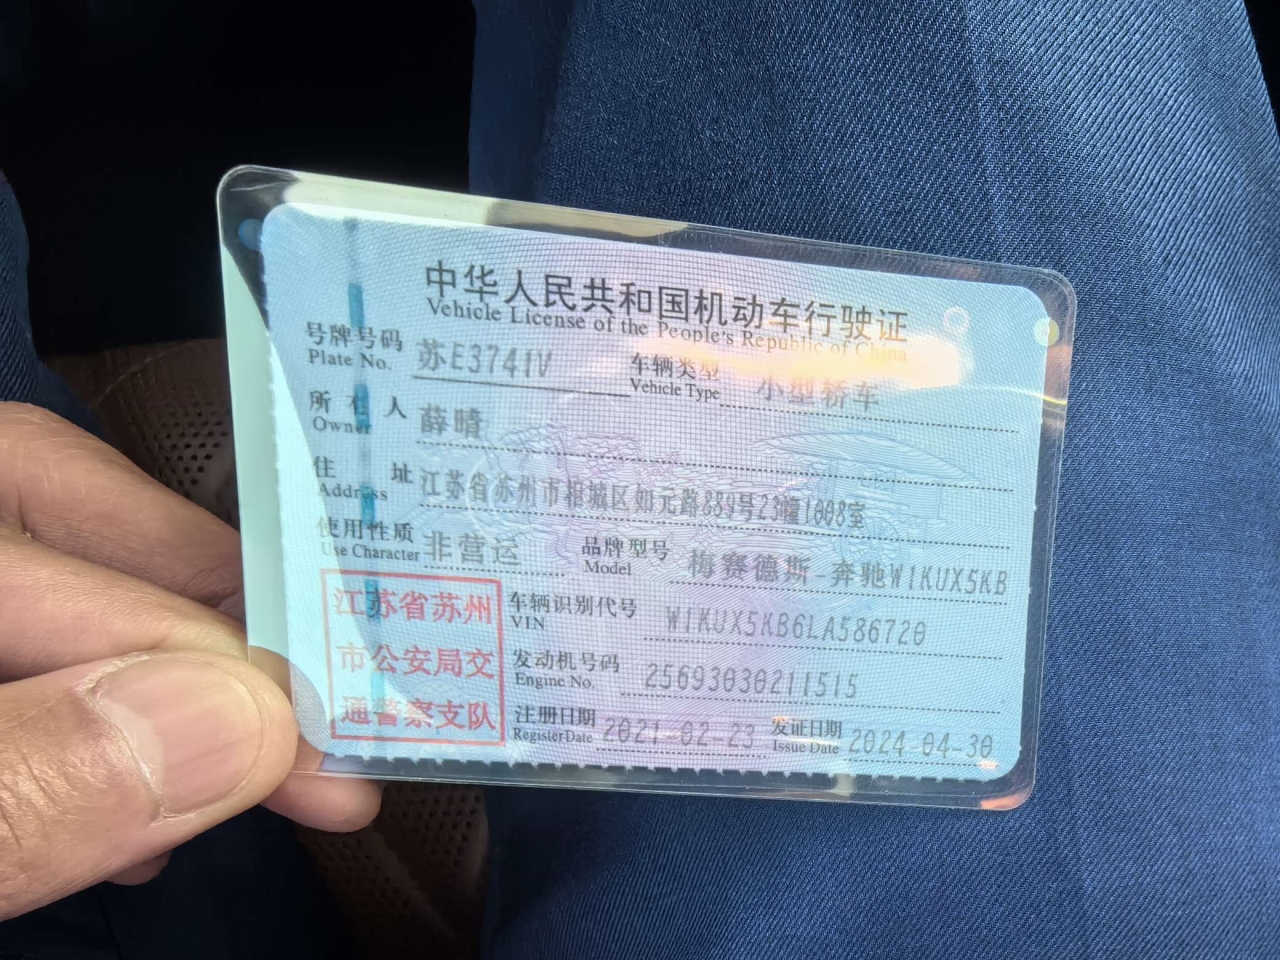 中华人民共和国机动车行驶证
Vehicle License of the People's Republic of China
号牌号码 苏E3741V 车辆类型 小型轿车
Plate No. Vehicle Type
所有人 薛晴
Owner
住址 江苏省苏州市相城区如元路889号23幢1008室
Address
使用性质 非营运 品牌型号 梅赛德斯-奔驰W1KUX5KB
Use Character Model
江苏省苏州
市公安局交
通警察支队
车辆识别代号 W1KUX5KB6LA586720
VIN
发动机号码 25693030211515
Engine No.
注册日期 2021-02-23 发证日期 2024-04-30
Register Date Issue Date